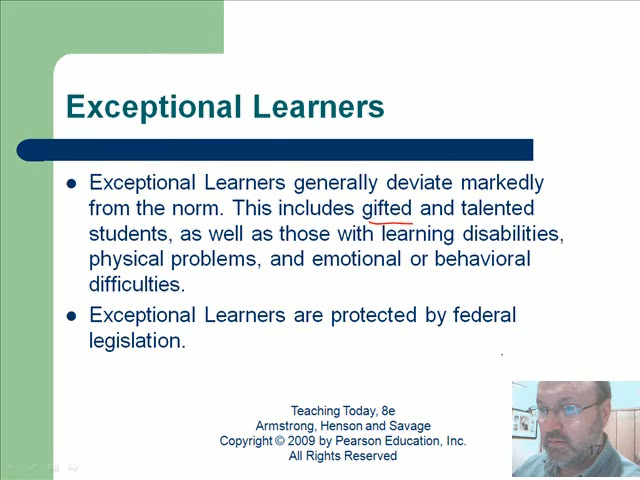 Exceptional Learners
Exceptional Learners generally deviate markedly
from the norm. This includes gifted and talented
students, as well as those with learning disabilities,
physical problems, and emotional or behavioral
difficulties.
Exceptional Learners are protected by federal
legislation.
Teaching Today, 8e
Armstrong, Henson and Savage
Copyright © 2009 by Pearson Education, Inc.
All Rights Reserved